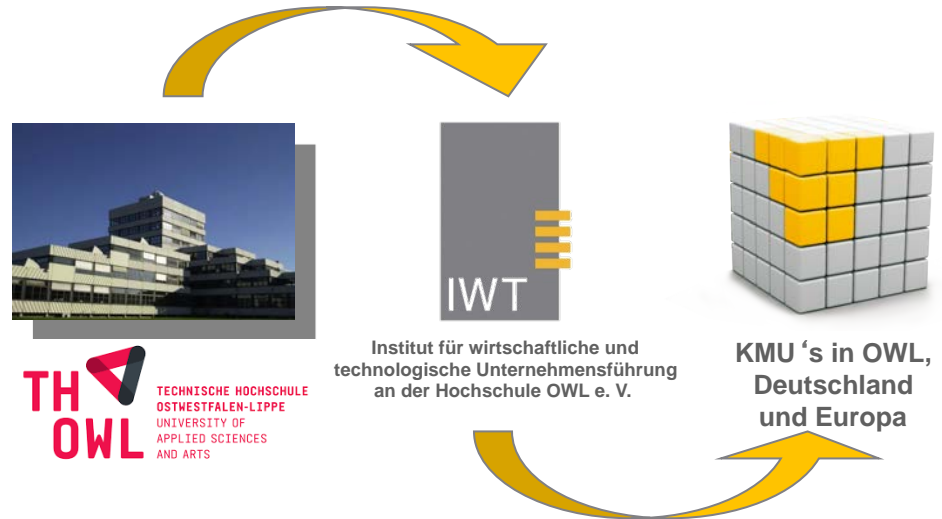 TH
OWL
TECHNISCHE HOCHSCHULE
OSTWESTFALEN-LIPPE
UNIVERSITY OF
APPLIED SCIENCES
AND ARTS
IWT
Institut für wirtschaftliche und
technologische Unternehmensführung
an der Hochschule OWL e. V.
KMU‘s in OWL,
Deutschland
und Europa